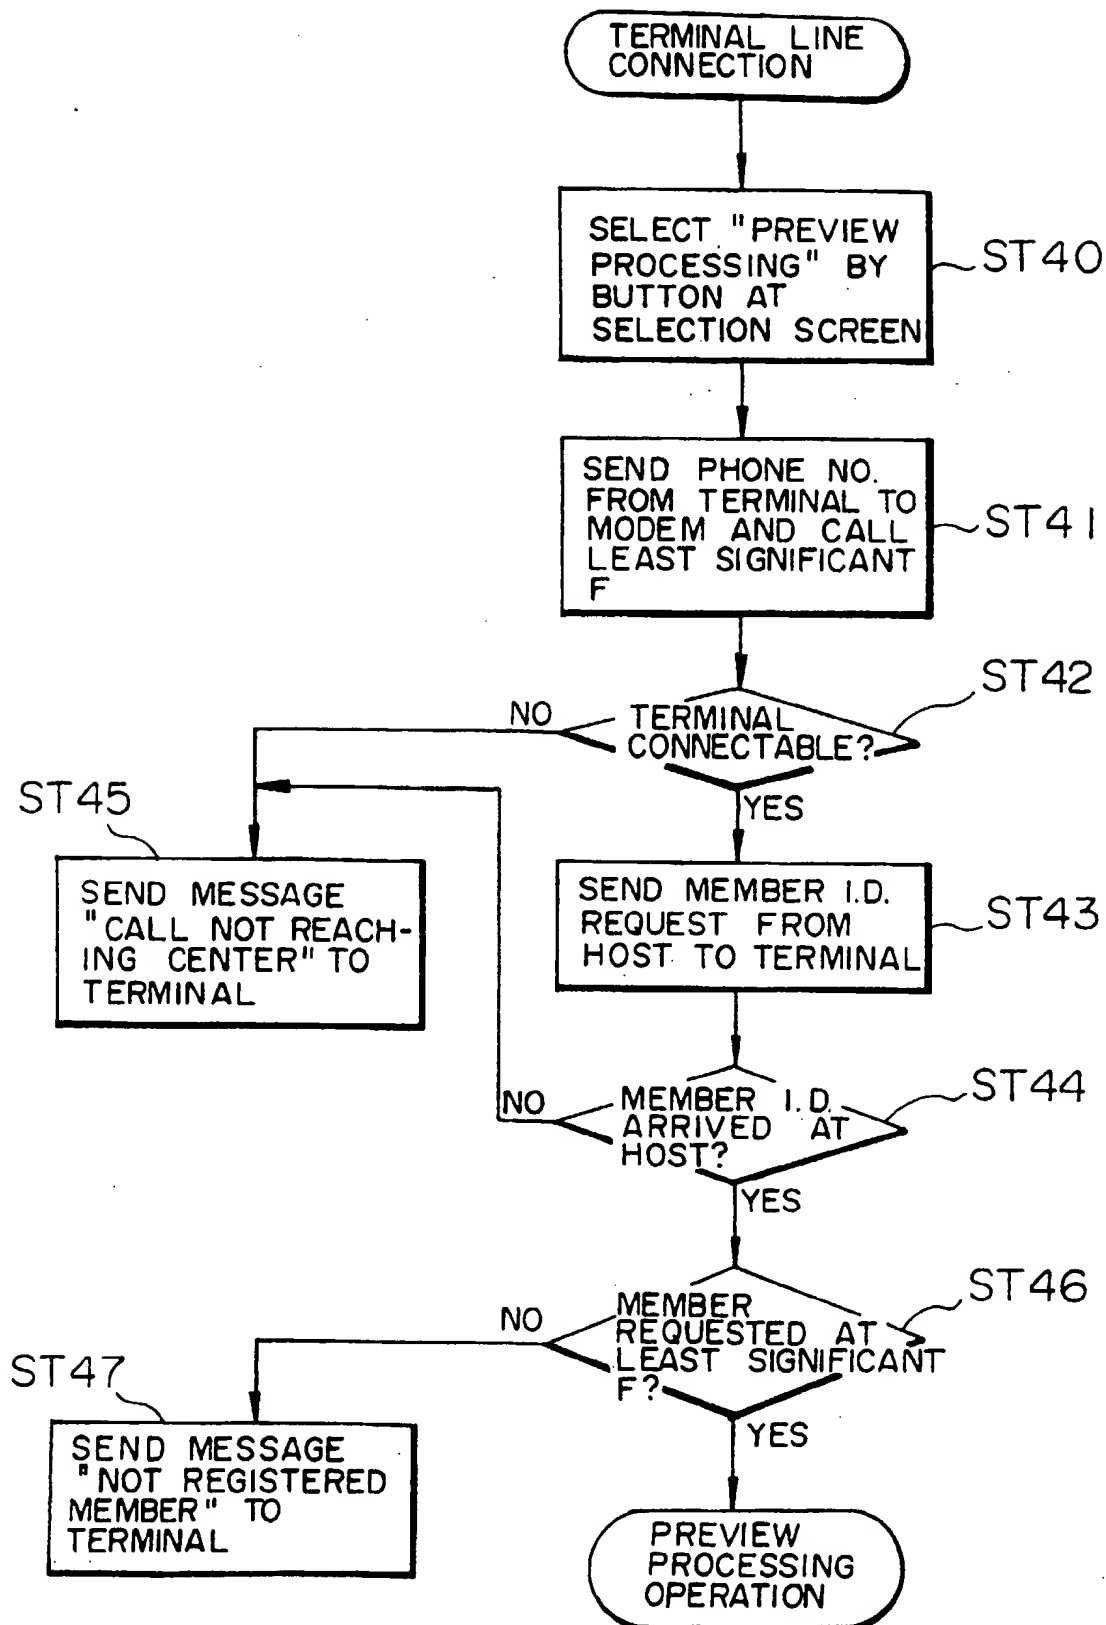 TERMINAL LINE
CONNECTION
SELECT "PREVIEW
PROCESSING" BY
BUTTON AT
SELECTION SCREEN
ST40
SEND PHONE NO.
FROM TERMINAL TO
MODEM AND CALL
LEAST SIGNIFICANT
F
ST41
TERMINAL
CONNECTABLE?
ST42
NO
YES
ST45
SEND MESSAGE
"CALL NOT REACH-
ING CENTER" TO
TERMINAL
SEND MEMBER I.D.
REQUEST FROM
HOST TO TERMINAL
ST43
MEMBER I.D.
ARRIVED AT
HOST?
ST44
NO
YES
MEMBER
REQUESTED AT
LEAST SIGNIFICANT
F?
ST46
NO
YES
ST47
SEND MESSAGE
"NOT REGISTERED
MEMBER" TO
TERMINAL
PREVIEW
PROCESSING
OPERATION